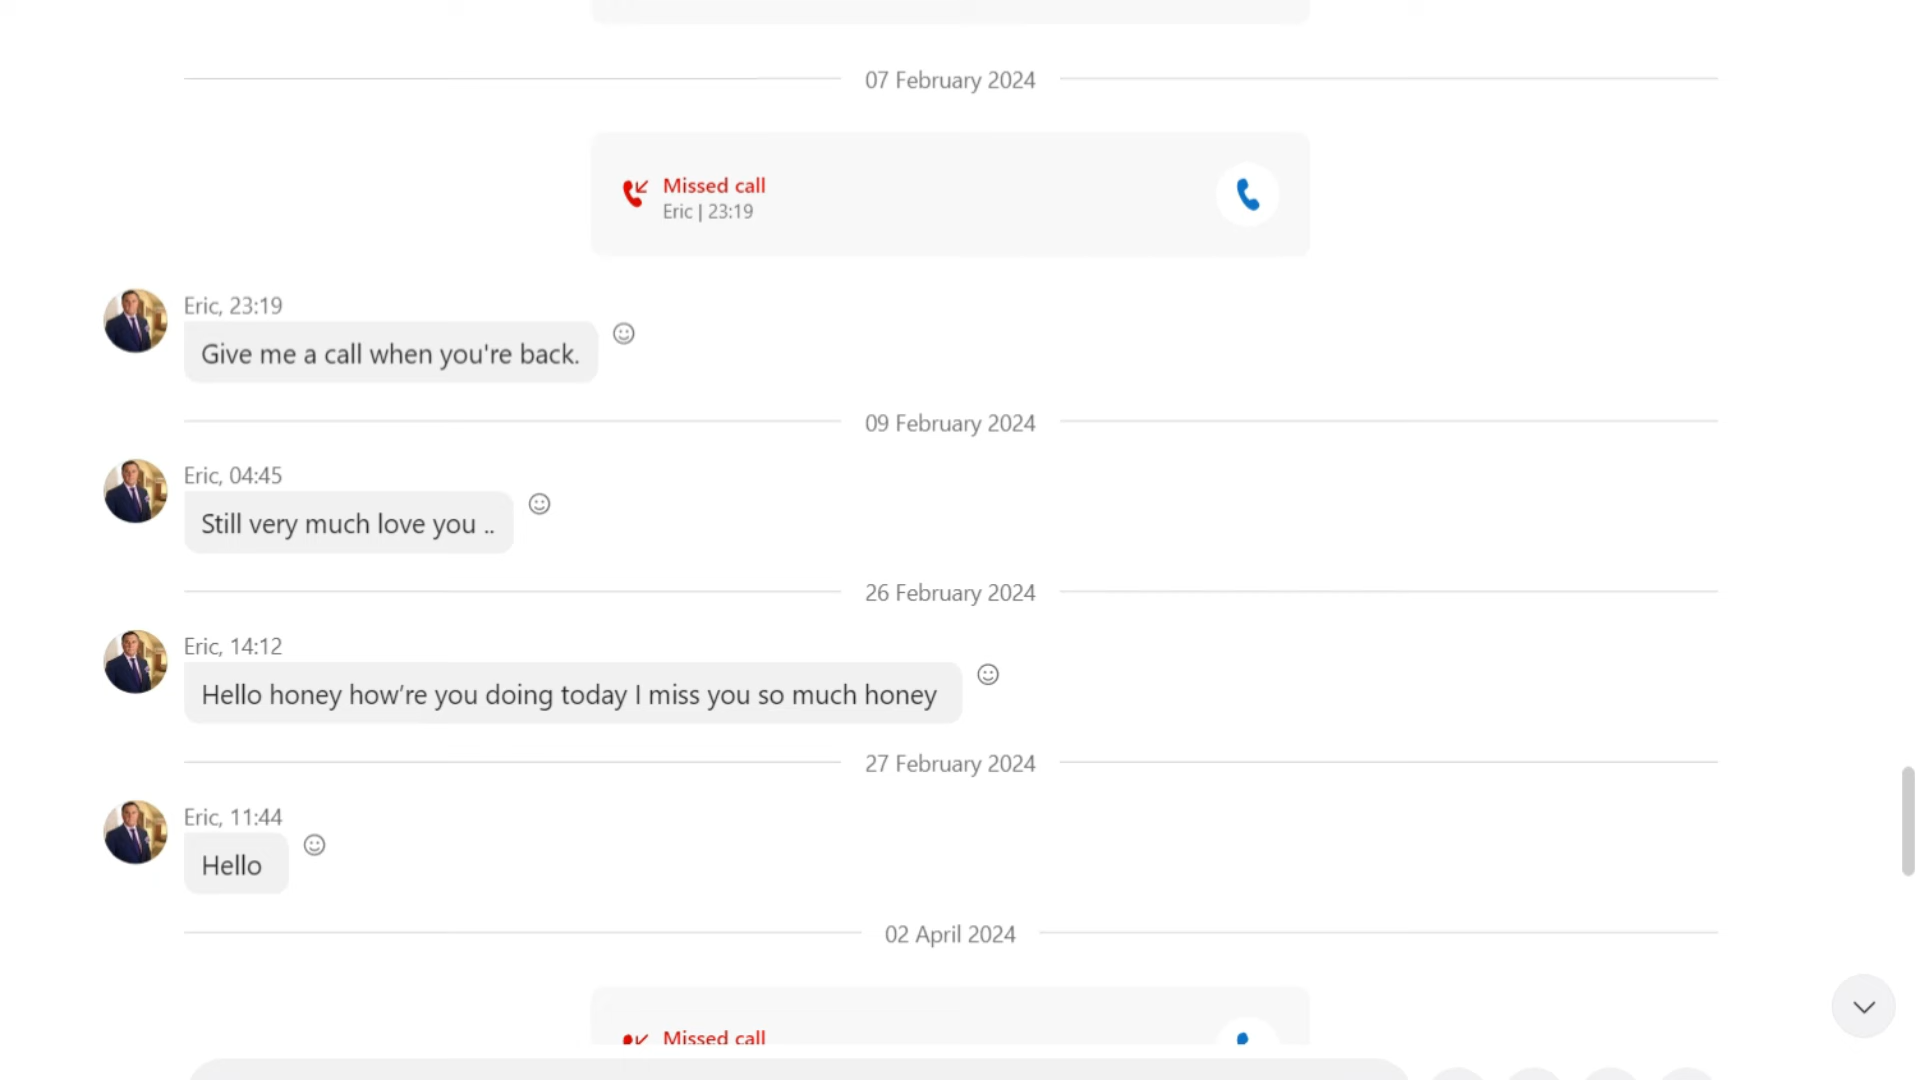 07 February 2024
Missed call
Eric | 23:19
Eric, 23:19
Give me a call when you're back.
09 February 2024
Eric, 04:45
Still very much love you ..
26 February 2024
Eric, 14:12
Hello honey how’re you doing today I miss you so much honey
27 February 2024
Eric, 11:44
Hello
02 April 2024
Missed call